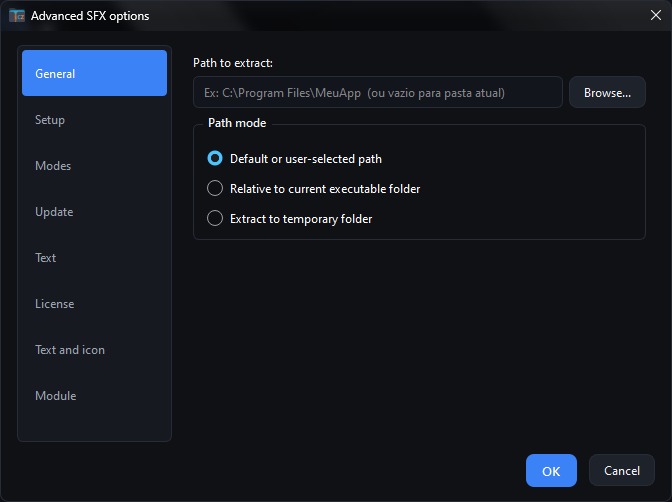 Advanced SFX options
General
Setup
Modes
Update
Text
License
Text and icon
Module
Path to extract:
Ex: C:\Program Files\MeuApp (ou vazio para pasta atual)
Browse...
Path mode
Default or user-selected path
Relative to current executable folder
Extract to temporary folder
OK
Cancel